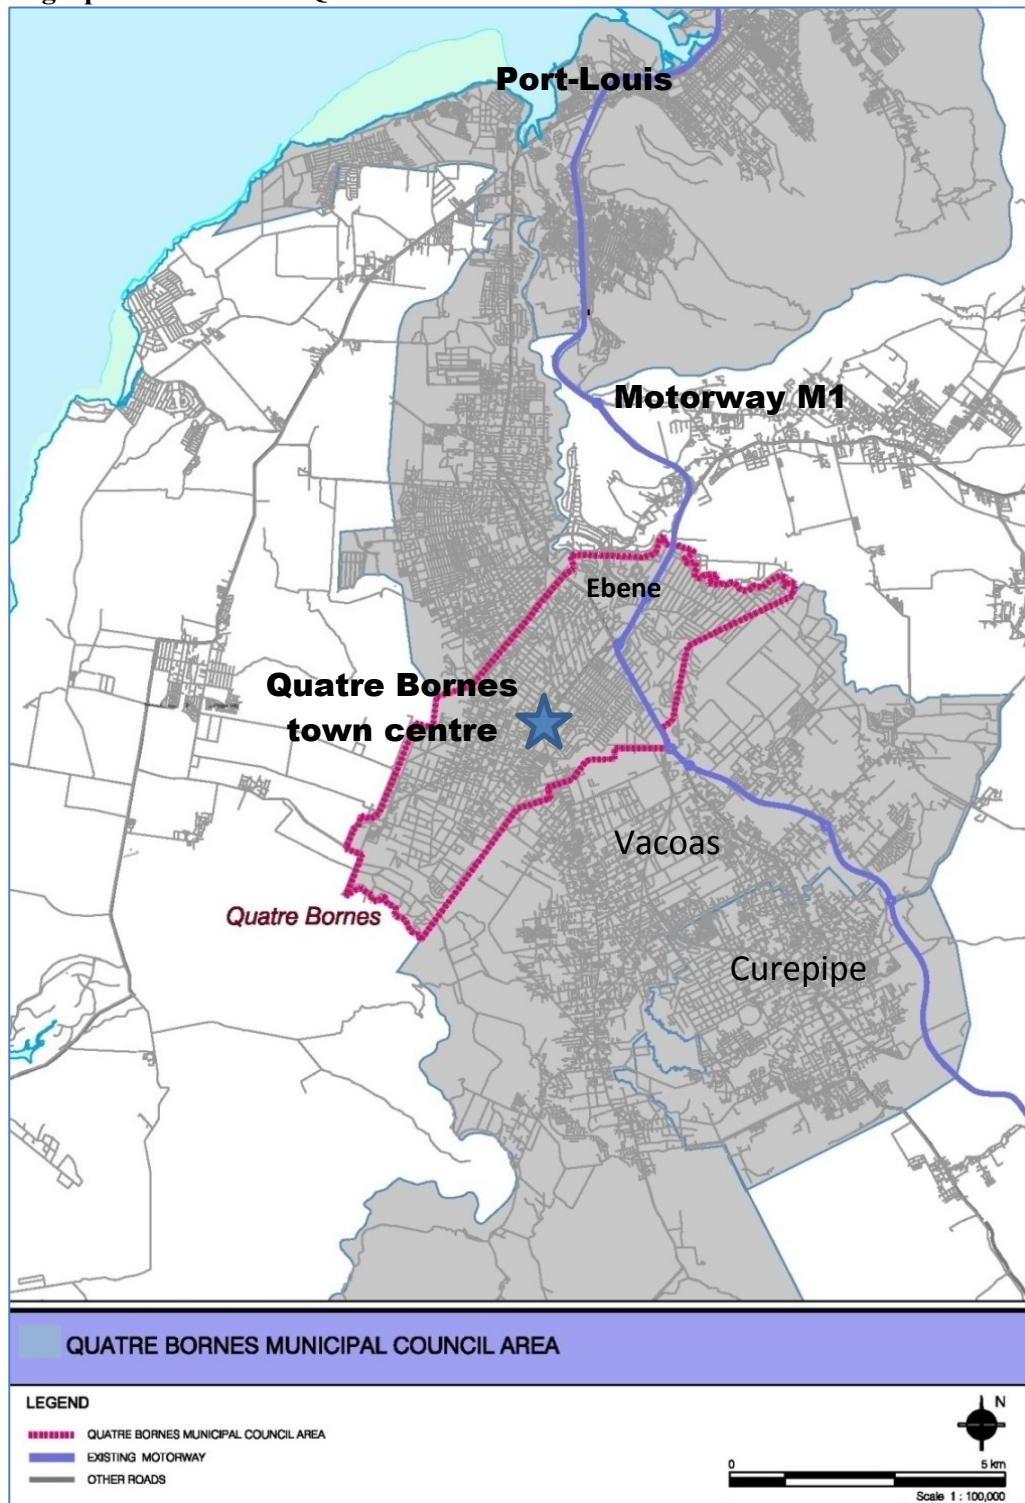 Port-Louis
Motorway M1
Ebene
Quatre Bornes
town centre
Vacoas
Quatre Bornes
Curepipe
QUATRE BORNES MUNICIPAL COUNCIL AREA
LEGEND
QUATRE BORNES MUNICIPAL COUNCIL AREA
EXISTING MOTORWAY
OTHER ROADS
N
0 5 km
Scale 1 : 100,000